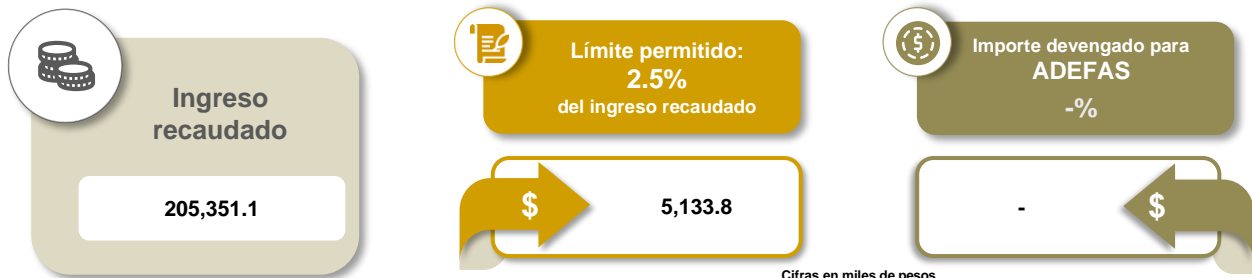 Ingreso
recaudado
205,351.1
Límite permitido:
2.5%
del ingreso recaudado
$
5,133.8
Importe devengado para
ADEFAS
-%
-
$
Cifras en miles de pesos